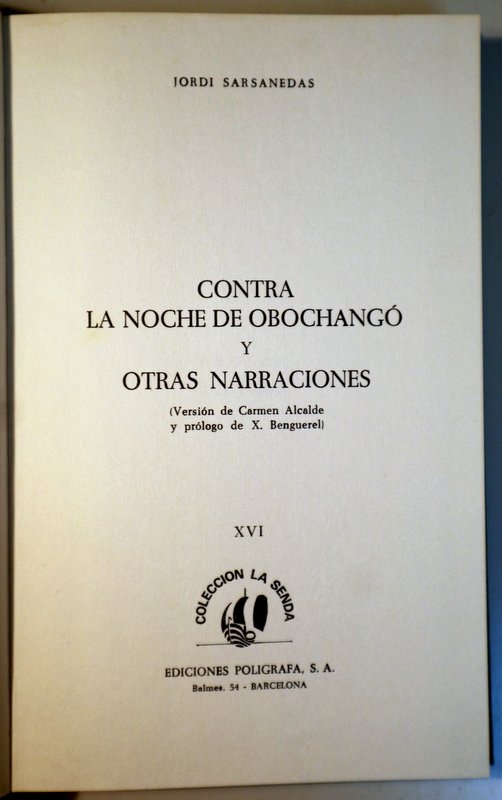 JORDI SARSANEDAS
CONTRA
LA NOCHE DE OBOCHANGÓ
Y
OTRAS NARRACIONES
(Versión de Carmen Alcalde
y prólogo de X. Benguerel)
XVI
COLECCION LA SENDA
EDICIONES POLIGRAFA, S. A.
Balmes, 54 - BARCELONA